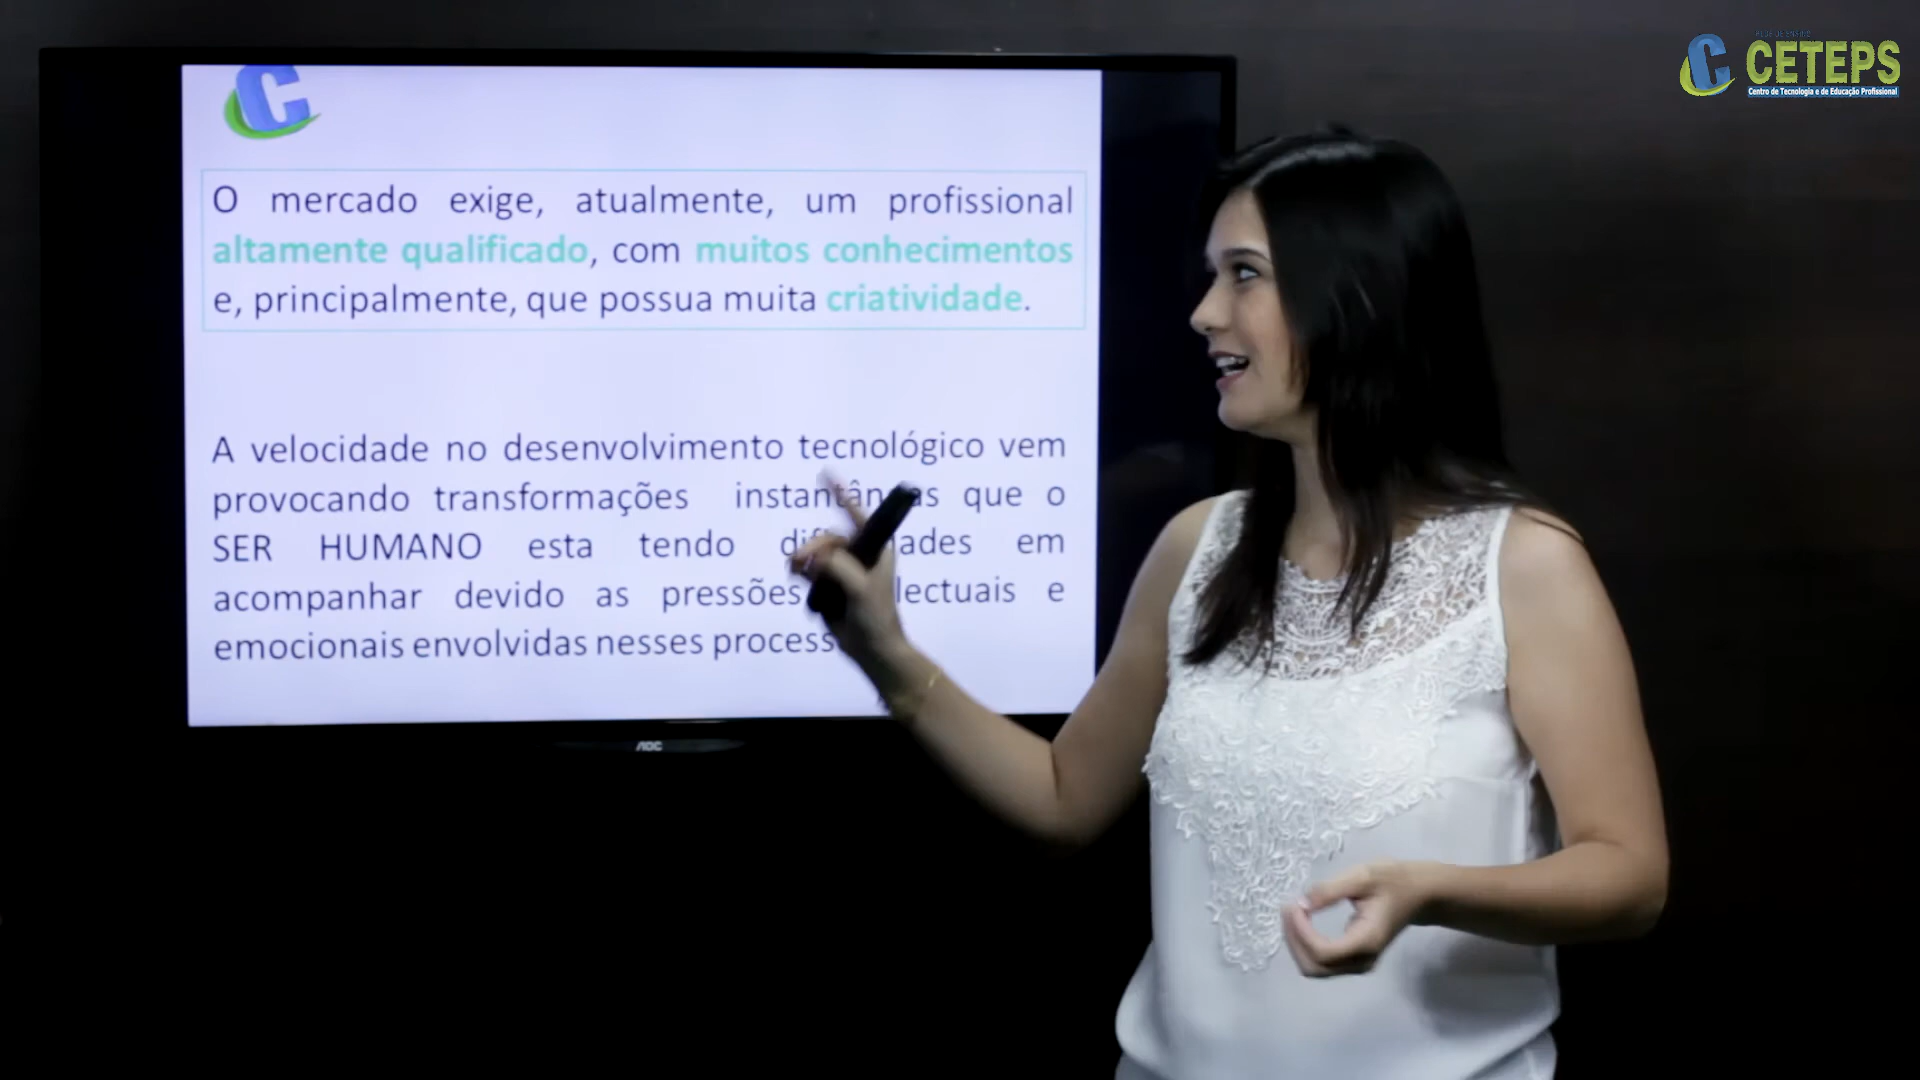 CETEPS
Centro de Tecnologia e de Educação Profissional
O mercado exige, atualmente, um profissional
altamente qualificado, com muitos conhecimentos
e, principalmente, que possua muita criatividade.
A velocidade no desenvolvimento tecnológico vem
provocando transformações instantâneas que o
SER HUMANO esta tendo em
acompanhar devido as pressões e
emocionais envolvidas nesses
AOC